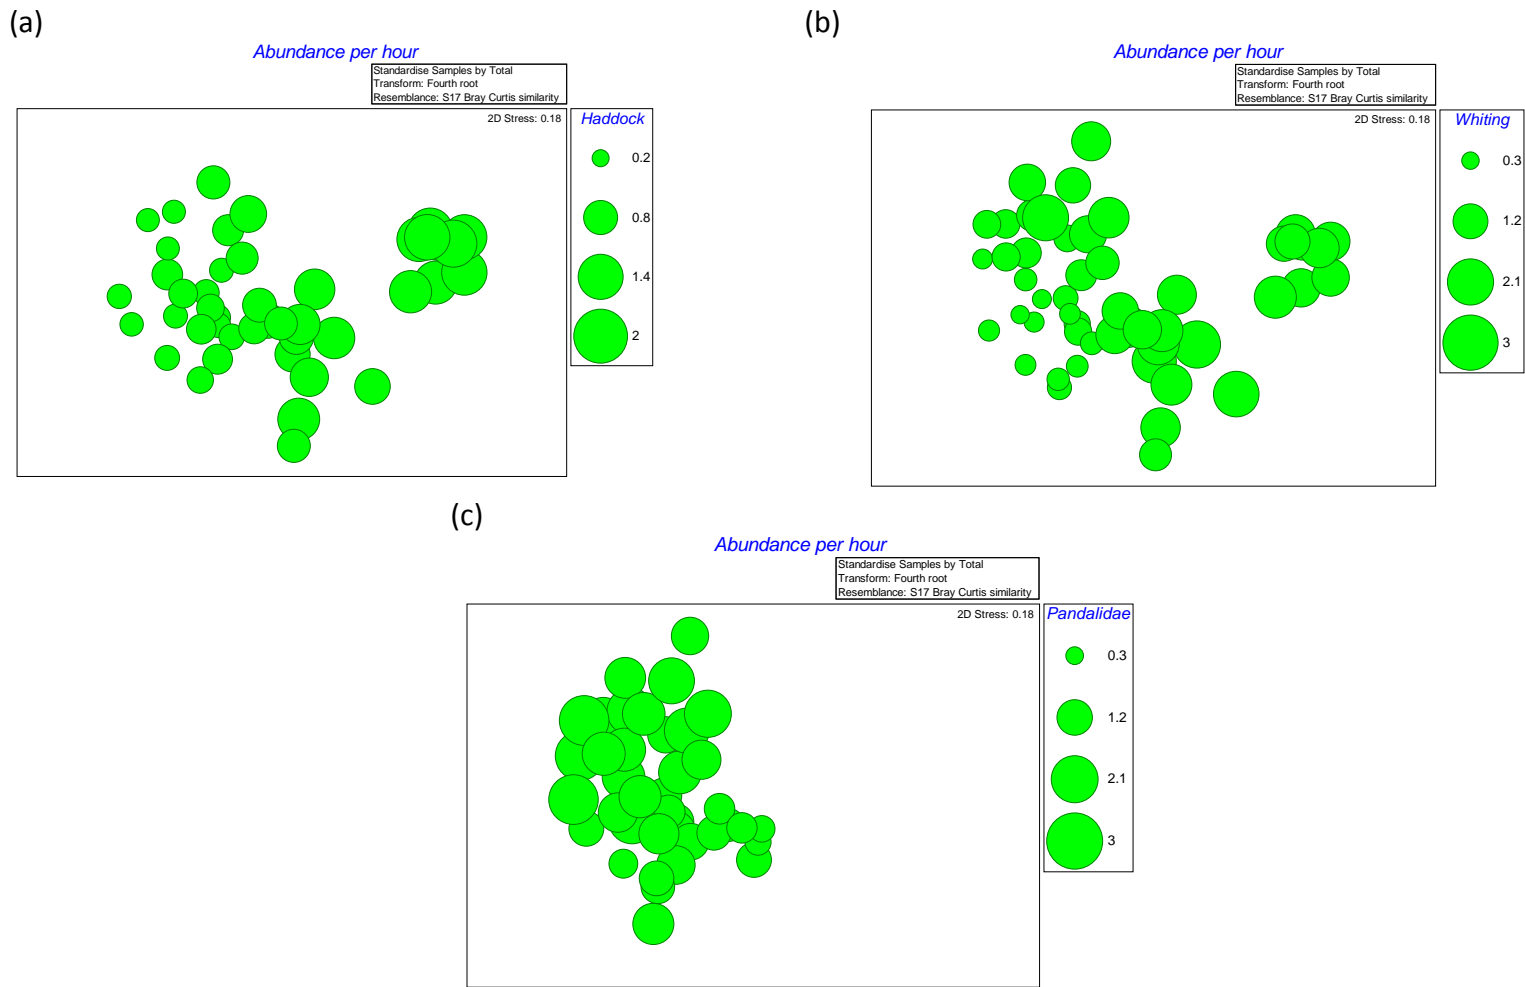 (a)
Abundance per hour
Standardise Samples by Total
Transform: Fourth root
Resemblance: S17 Bray Curtis similarity
2D Stress: 0.18
Haddock
0.2
0.8
1.4
2
(b)
Abundance per hour
Standardise Samples by Total
Transform: Fourth root
Resemblance: S17 Bray Curtis similarity
2D Stress: 0.18
Whiting
0.3
1.2
2.1
3
(c)
Abundance per hour
Standardise Samples by Total
Transform: Fourth root
Resemblance: S17 Bray Curtis similarity
2D Stress: 0.18
Pandalidae
0.3
1.2
2.1
3